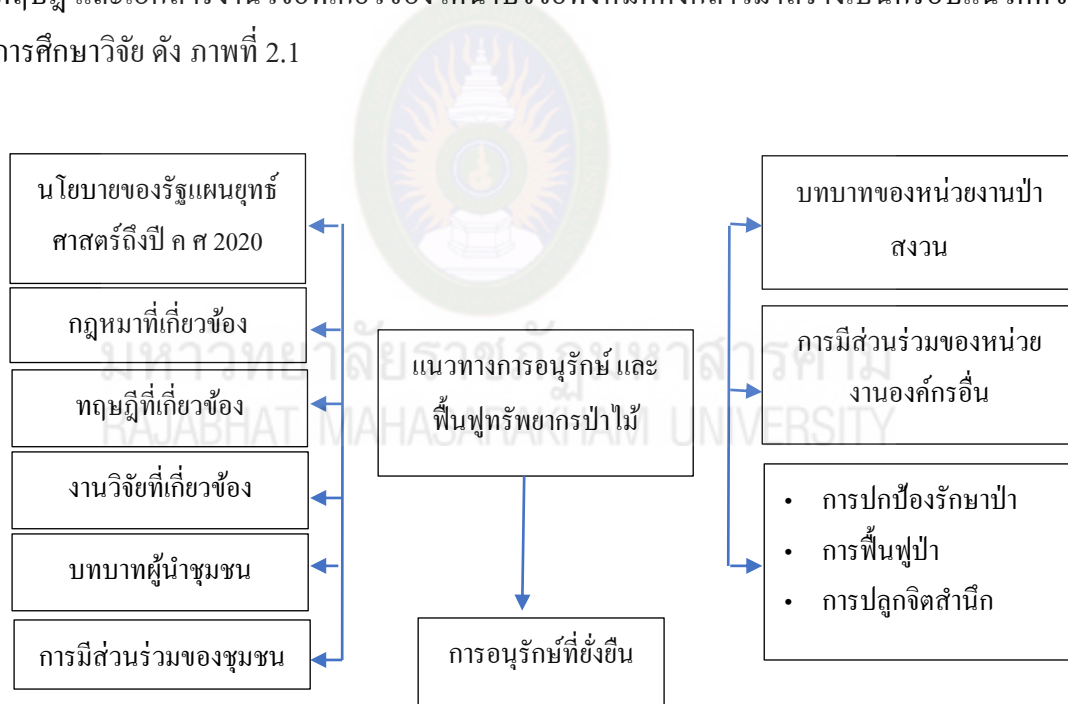 การศึกษาวิจัย ดัง ภาพที่ 2.1
นโยบายของรัฐแผนยุทธ์
ศาสตร์ถึงปี ค ศ 2020
กฎหมาที่เกี่ยวข้อง
ทฤษฎีที่เกี่ยวข้อง
งานวิจัยที่เกี่ยวข้อง
บทบาทผู้นำชุมชน
การมีส่วนร่วมของชุมชน
แนวทางการอนุรักษ์ และ
ฟื้นฟูทรัพยากรป่าไม้
การอนุรักษ์ที่ยั่งยืน
บทบาทของหน่วยงานป่า
สงวน
การมีส่วนร่วมของหน่วย
งานองค์กรอื่น
• การปกป้องรักษาป่า
• การฟื้นฟูป่า
• การปลูกจิตสำนึก
มหาวิทยาลัยราชภัฏมหาสารคาม
RAJABHAT MAHASARAKHAM UNIVERSITY